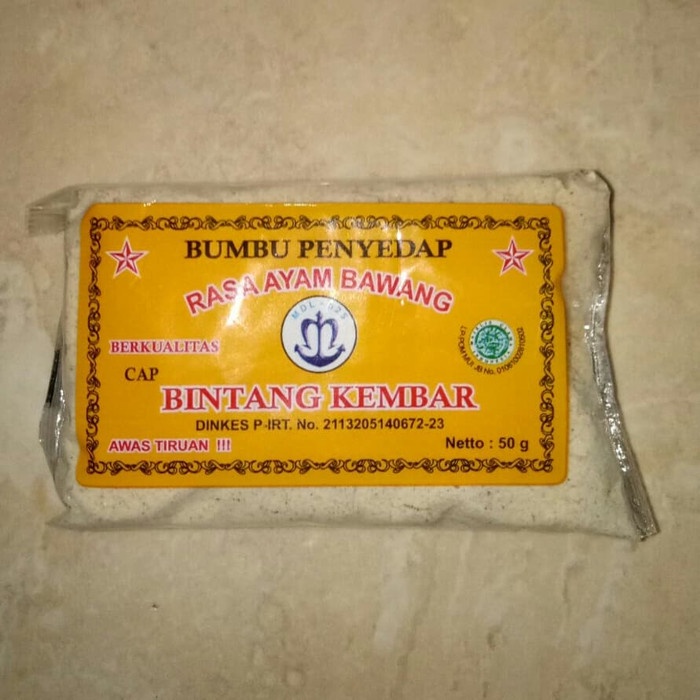 BUMBU PENYEDAP
RASA AYAM BAWANG
BERKUALITAS
CAP
BINTANG KEMBAR
DINKES P-IRT. No. 2113205140672-23
AWAS TIRUAN !!!
Netto : 50 g